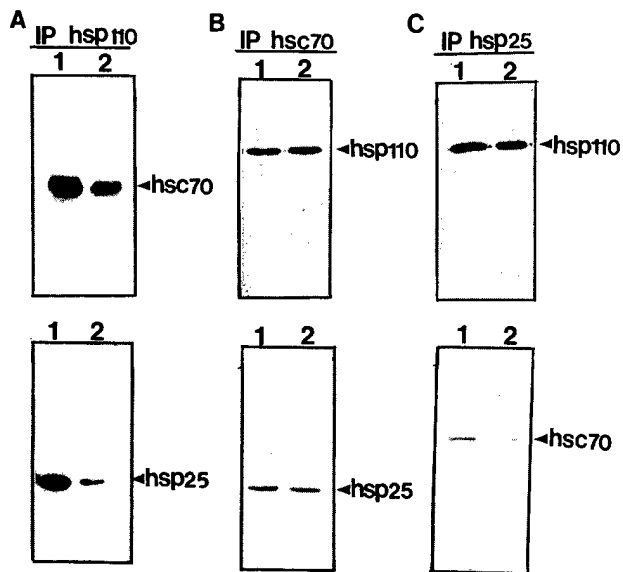 A
IP hsp110
1 2
hsc70
1 2
hsp25
B
IP hsc70
1 2
hsp110
1 2
hsp25
C
IP hsp25
1 2
hsp110
1 2
hsc70